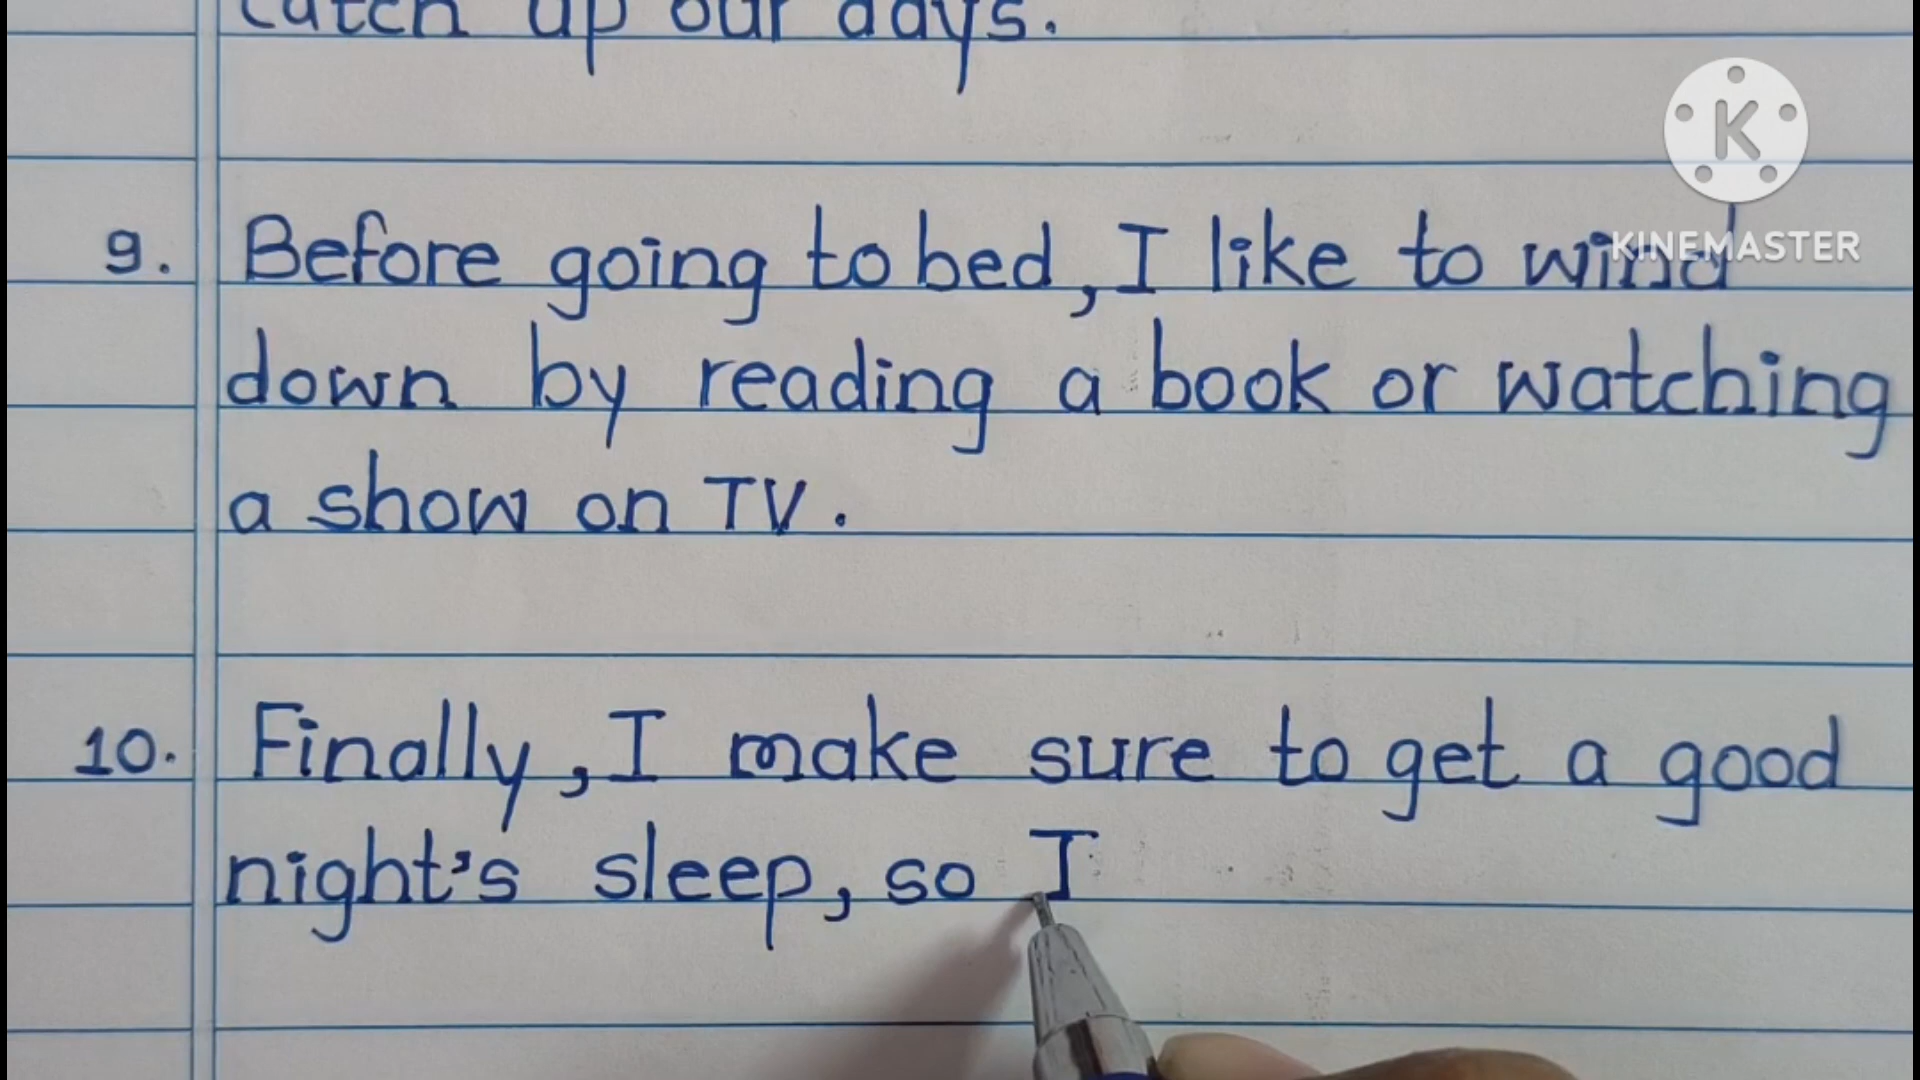 catch up our days.
K
KINEMASTER
9. Before going to bed, I like to wind
down by reading a book or watching
a show on TV.
10. Finally, I make sure to get a good
night's sleep, so I